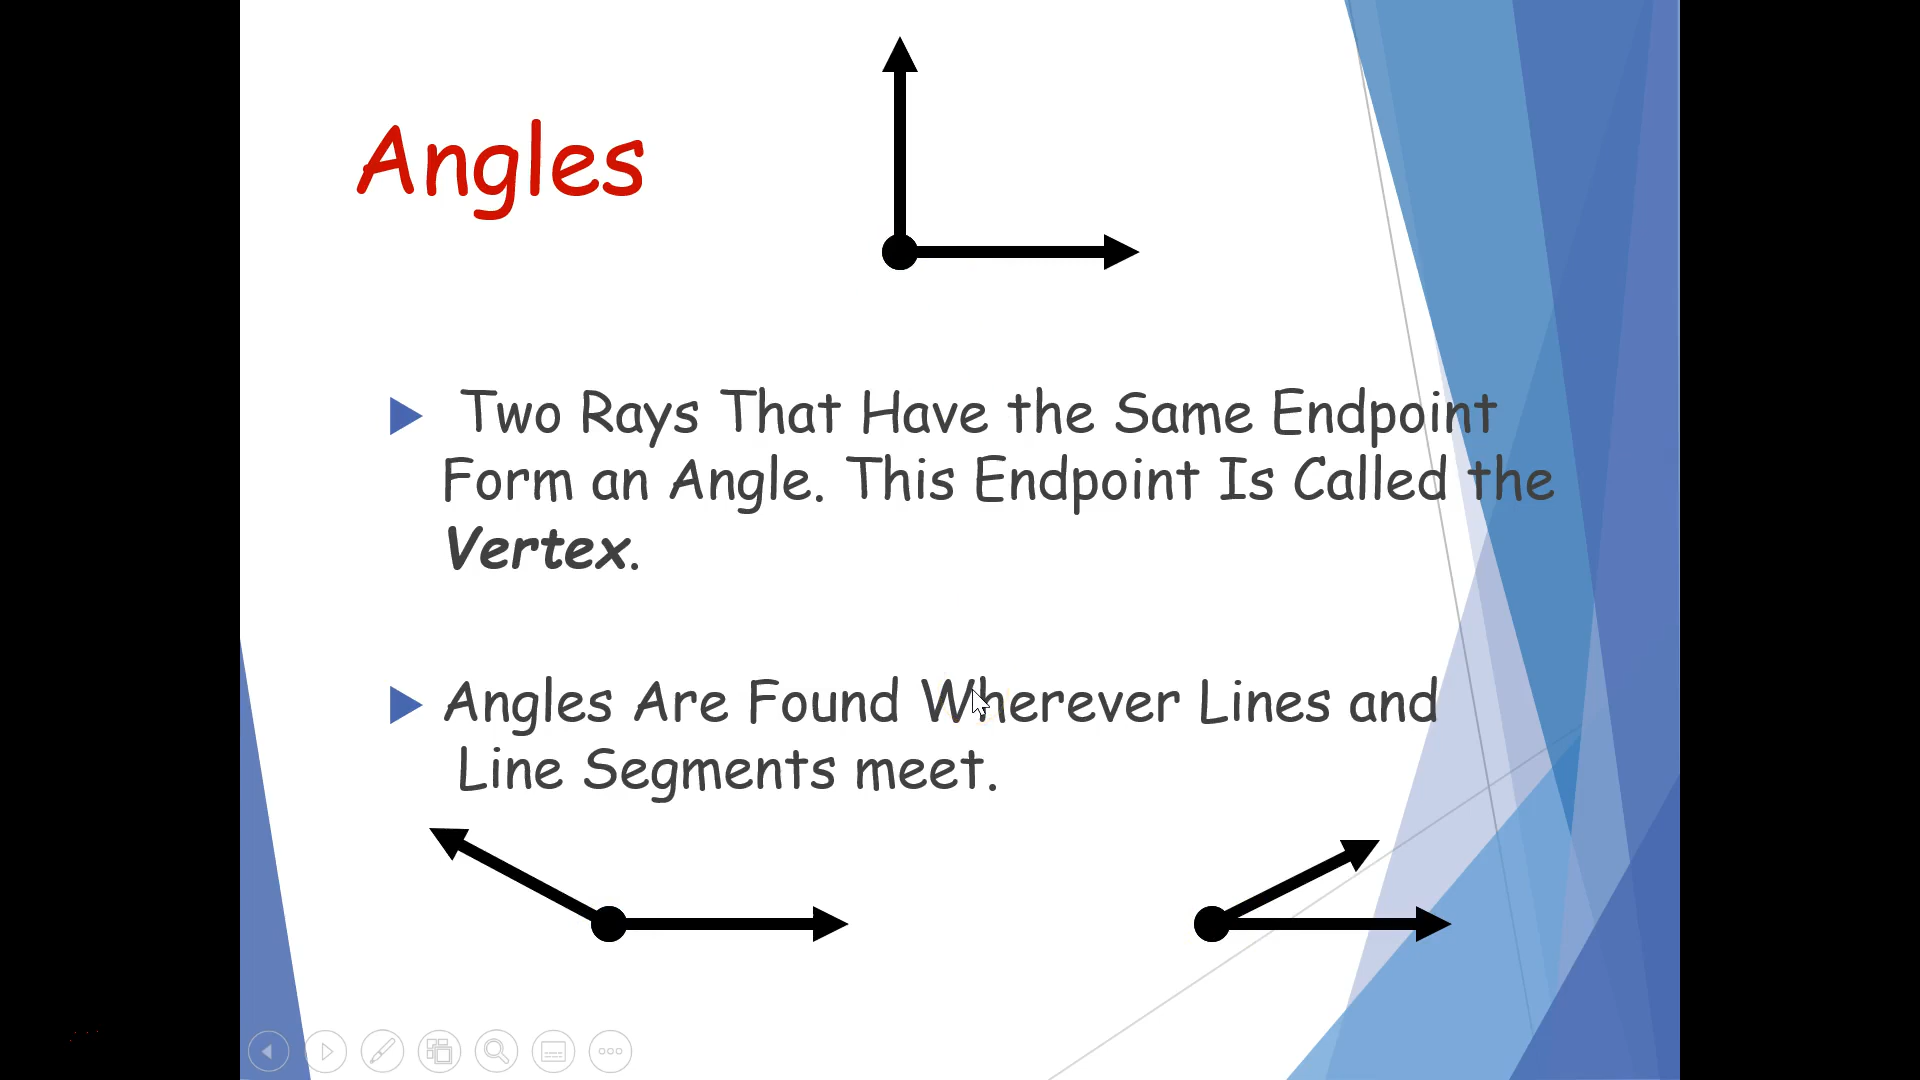 Angles
Two Rays That Have the Same Endpoint
Form an Angle. This Endpoint Is Called the
Vertex.
Angles Are Found Wherever Lines and
Line Segments meet.